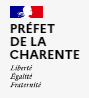 PRÉFET
DE LA
CHARENTE
Liberté
Égalité
Fraternité